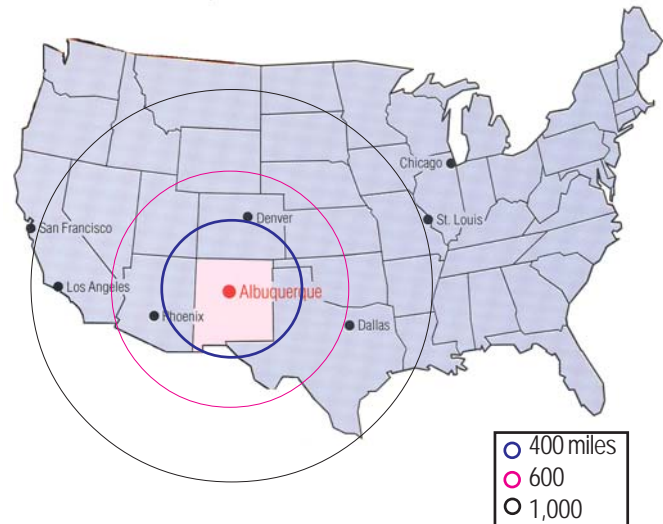 Chicago
Denver
St. Louis
San Francisco
Los Angeles
Albuquerque
Phoenix
Dallas
400 miles
600
1,000